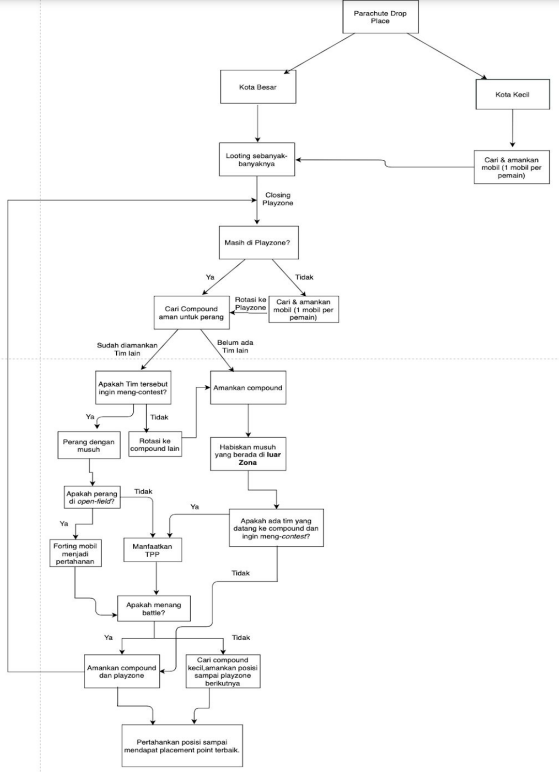 Parachute Drop
Place
Kota Besar
Kota Kecil
Looting sebanyak-
banyaknya
Cari & amankan
mobil (1 mobil per
pemain)
Closing
Playzone
Masih di Playzone?
Ya
Tidak
Cari Compound
aman untuk perang
Rotasi ke
Playzone
Cari & amankan
mobil (1 mobil per
pemain)
Sudah diamankan
Tim lain
Belum ada
Tim lain
Apakah Tim tersebut
ingin meng-contest?
Amankan compound
Ya
Tidak
Perang dengan
musuh
Rotasi ke
compound lain
Habiskan musuh
yang berada di luar
Zona
Apakah perang
di open-field?
Tidak
Ya
Ya
Apakah ada tim yang
datang ke compound dan
ingin meng-contest?
Forting mobil
menjadi
pertahanan
Manfaatkan
TPP
Tidak
Apakah menang
battle?
Ya
Tidak
Amankan compound
dan playzone
Cari compound
kecil,amankan posisi
sampai playzone
berikutnya
Pertahankan posisi sampai
mendapat placement point terbaik.